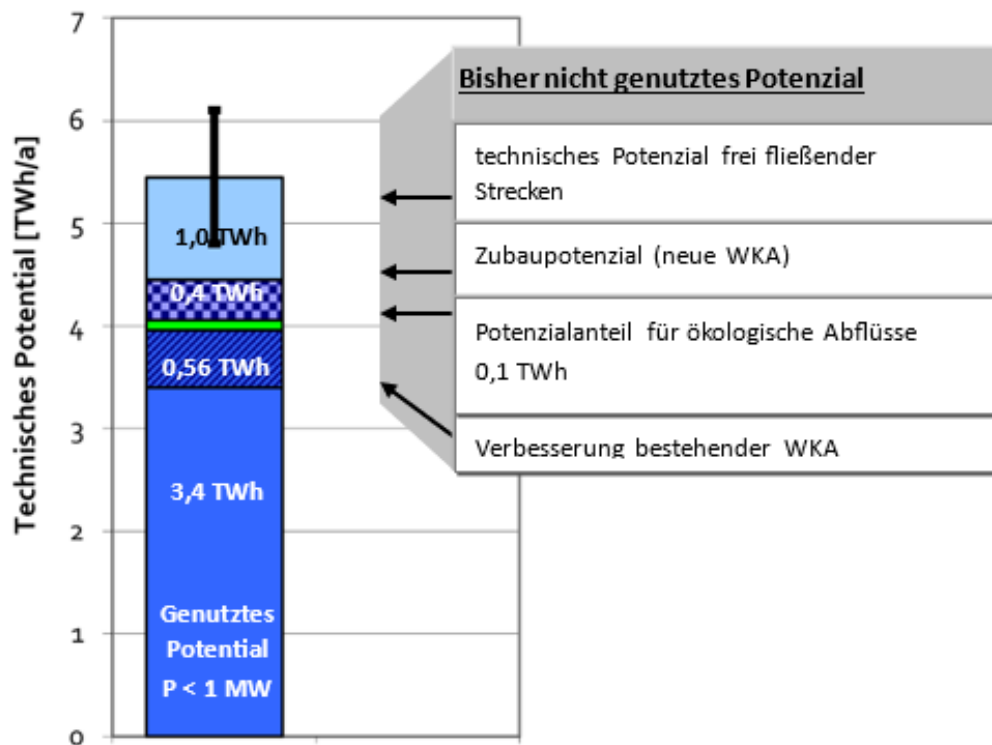 Technisches Potential [TWh/a]
7
6
5
4
3
2
1
0
1,0 TWh
0,4 TWh
0,56 TWh
3,4 TWh
Genutztes
Potential
P < 1 MW
Bisher nicht genutztes Potenzial
technisches Potenzial frei fließender
Strecken
Zubaupotenzial (neue WKA)
Potenzialanteil für ökologische Abflüsse
0,1 TWh
Verbesserung bestehender WKA